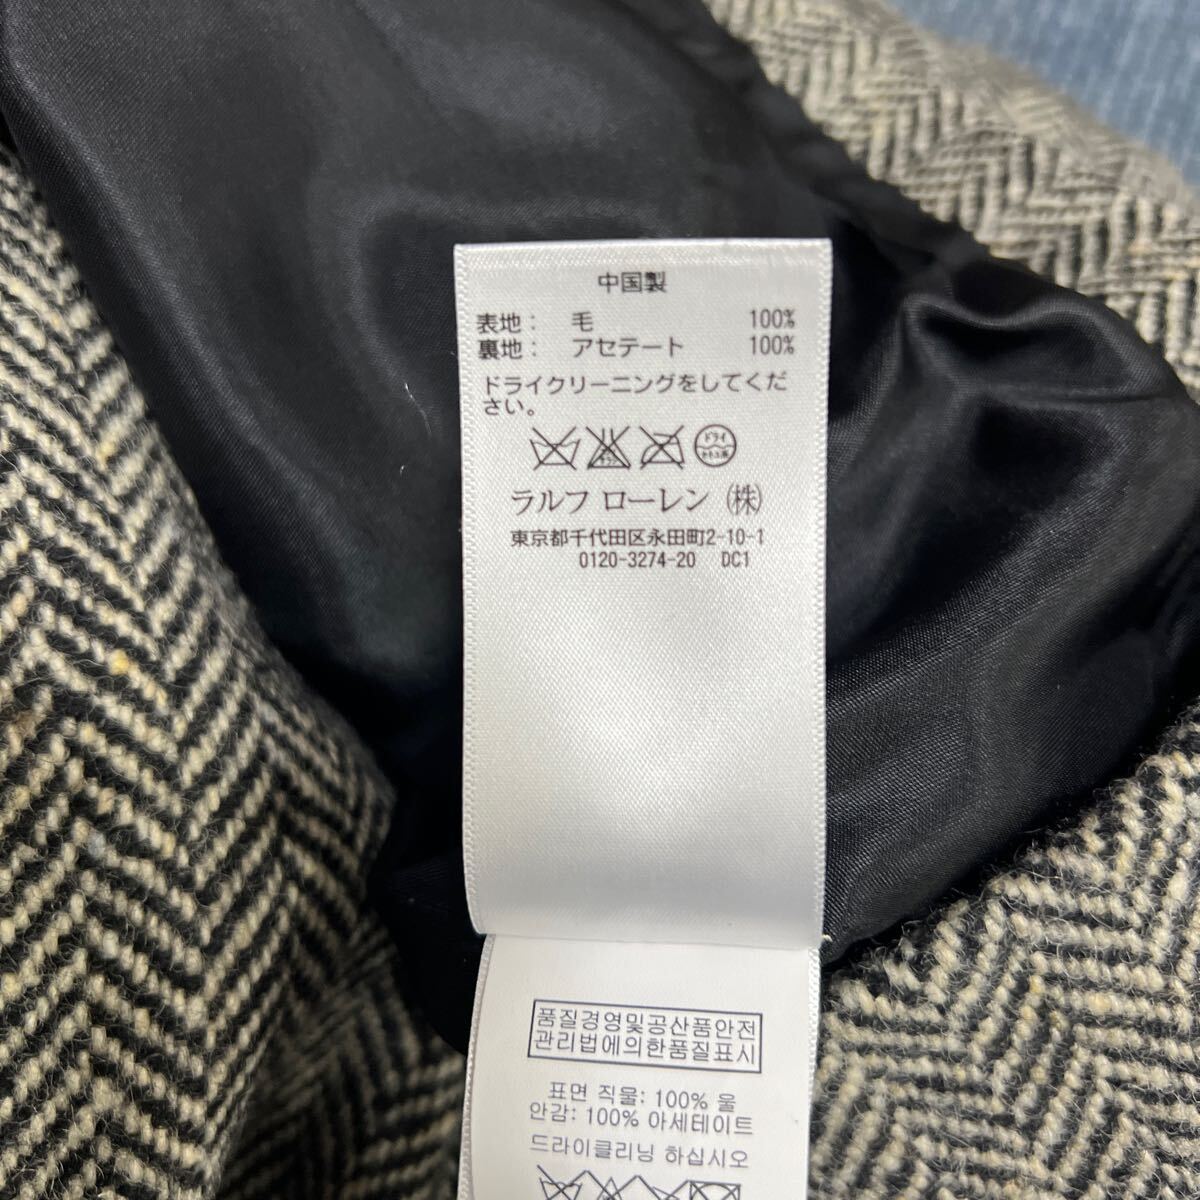 中国製
表地： 毛 100%
裏地： アセテート 100%
ドライクリーニングをしてくだ
さい。
ドライ
ラルフ ローレン（株）
東京都千代田区永田町2-10-1
0120-3274-20 DC1
품질경영및공산품안전
관리법에의한품질표시
표면 직물: 100% 울
안감: 100% 아세테이트
드라이클리닝 하십시오